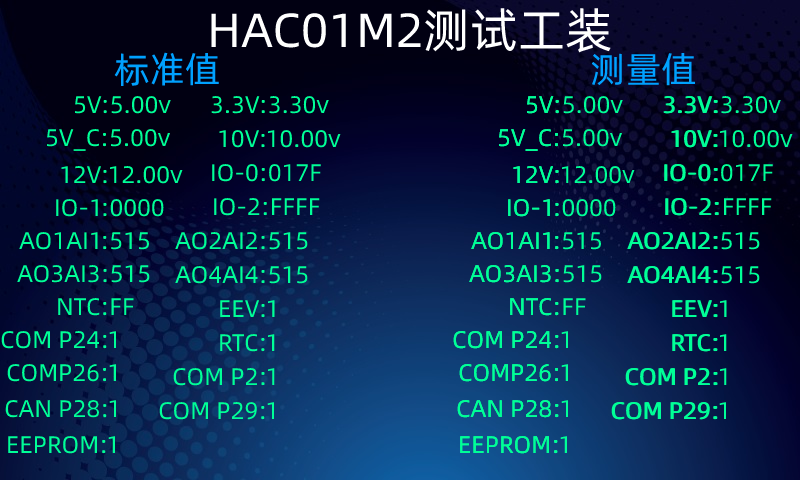 HAC01M2测试工装
标准值 测量值
5V:5.00v 3.3V:3.30v 5V:5.00v 3.3V:3.30v
5V_C:5.00v 10V:10.00v 5V_C:5.00v 10V:10.00v
12V:12.00v IO-0:017F 12V:12.00v IO-0:017F
IO-1:0000 IO-2:FFFF IO-1:0000 IO-2:FFFF
AO1AI1:515 AO2AI2:515 AO1AI1:515 AO2AI2:515
AO3AI3:515 AO4AI4:515 AO3AI3:515 AO4AI4:515
NTC:FF EEV:1 NTC:FF EEV:1
COM P24:1 RTC:1 COM P24:1 RTC:1
COMP26:1 COM P2:1 COMP26:1 COM P2:1
CAN P28:1 COM P29:1 CAN P28:1 COM P29:1
EEPROM:1 EEPROM:1